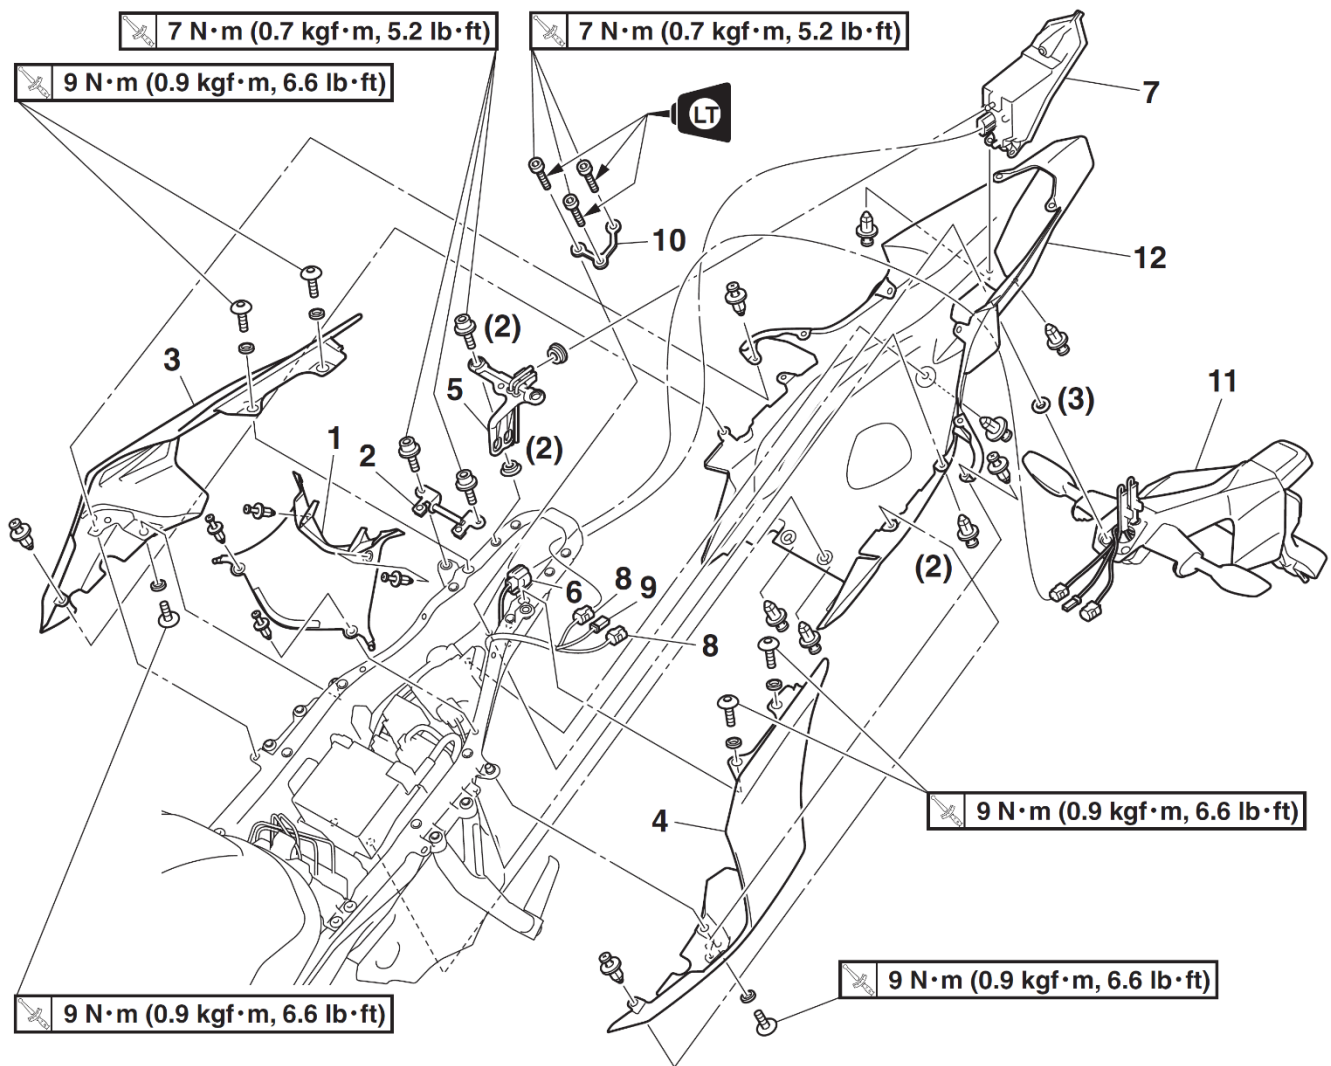 7 N･m (0.7 kgf･m, 5.2 lb･ft)
7 N･m (0.7 kgf･m, 5.2 lb･ft)
9 N･m (0.9 kgf･m, 6.6 lb･ft)
7
LT
10
12
(2)
3
5
(3)
11
1
2
(2)
(2)
6
8
9
8
4
9 N･m (0.9 kgf･m, 6.6 lb･ft)
9 N･m (0.9 kgf･m, 6.6 lb･ft)
9 N･m (0.9 kgf･m, 6.6 lb･ft)